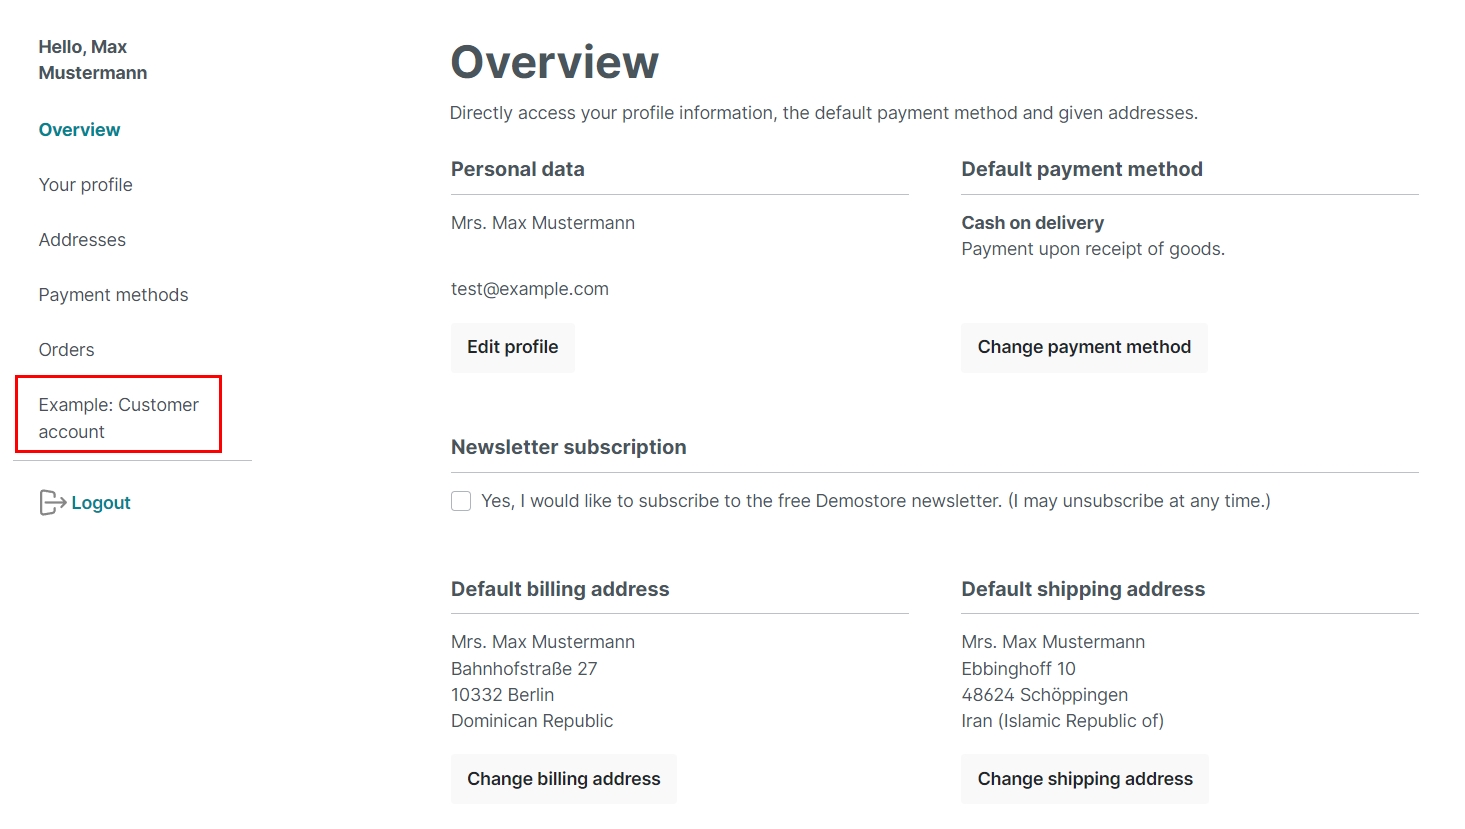 Hello, Max
Mustermann
Overview
Your profile
Addresses
Payment methods
Orders
Example: Customer
account
Logout
Overview
Directly access your profile information, the default payment method and given addresses.
Personal data
Mrs. Max Mustermann
test@example.com
Edit profile
Default payment method
Cash on delivery
Payment upon receipt of goods.
Change payment method
Newsletter subscription
Yes, I would like to subscribe to the free Demostore newsletter. (I may unsubscribe at any time.)
Default billing address
Mrs. Max Mustermann
Bahnhofstraße 27
10332 Berlin
Dominican Republic
Change billing address
Default shipping address
Mrs. Max Mustermann
Ebbinghoff 10
48624 Schöppingen
Iran (Islamic Republic of)
Change shipping address